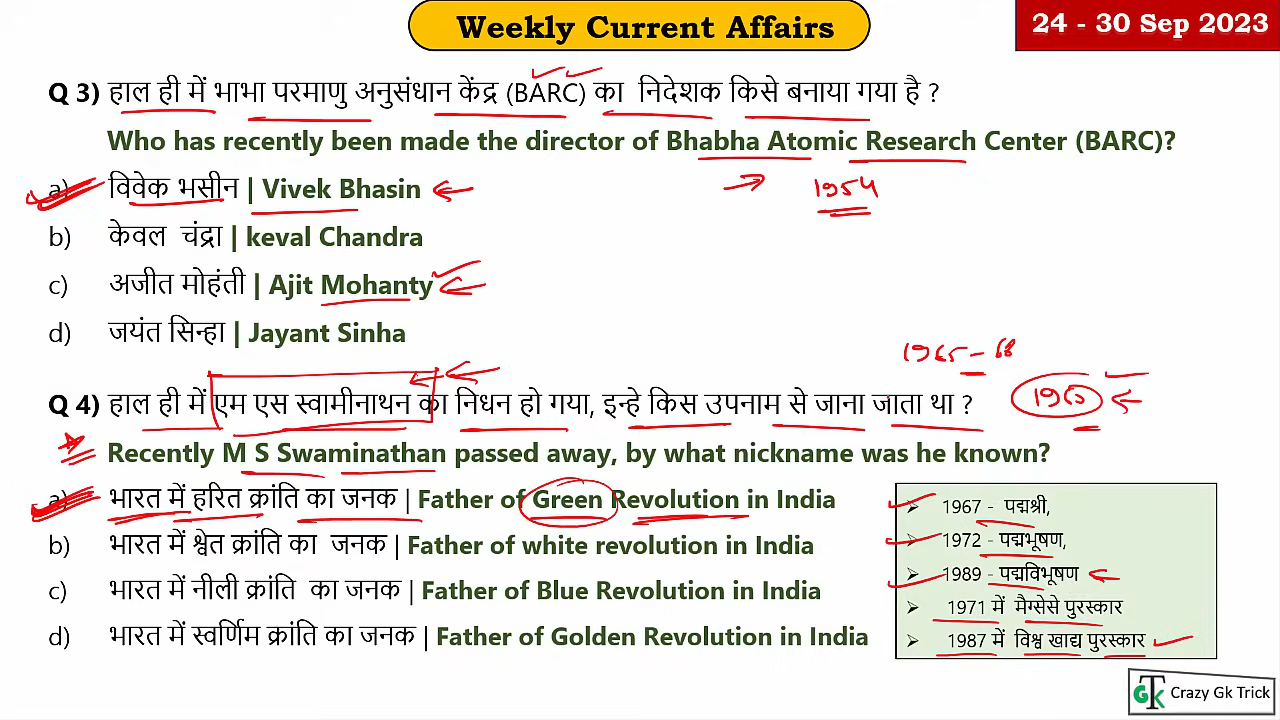 Weekly Current Affairs
24 - 30 Sep 2023
Q 3) हाल ही में भाभा परमाणु अनुसंधान केंद्र (BARC) का निदेशक किसे बनाया गया है ?
Who has recently been made the director of Bhabha Atomic Research Center (BARC)?
a) विवेक भसीन | Vivek Bhasin
1954
b) केवल चंद्रा | keval Chandra
c) अजीत मोहंती | Ajit Mohanty
d) जयंत सिन्हा | Jayant Sinha
1965 - 68
Q 4) हाल ही में एम एस स्वामीनाथन का निधन हो गया, इन्हे किस उपनाम से जाना जाता था ?
Recently M S Swaminathan passed away, by what nickname was he known?
a) भारत में हरित क्रांति का जनक | Father of Green Revolution in India
b) भारत में श्वेत क्रांति का जनक | Father of white revolution in India
c) भारत में नीली क्रांति का जनक | Father of Blue Revolution in India
d) भारत में स्वर्णिम क्रांति का जनक | Father of Golden Revolution in India
1967 - पद्मश्री,
1972 - पद्मभूषण,
1989 - पद्मविभूषण
1971 में मैग्सेसे पुरस्कार
1987 में विश्व खाद्य पुरस्कार
GTK Crazy Gk Trick